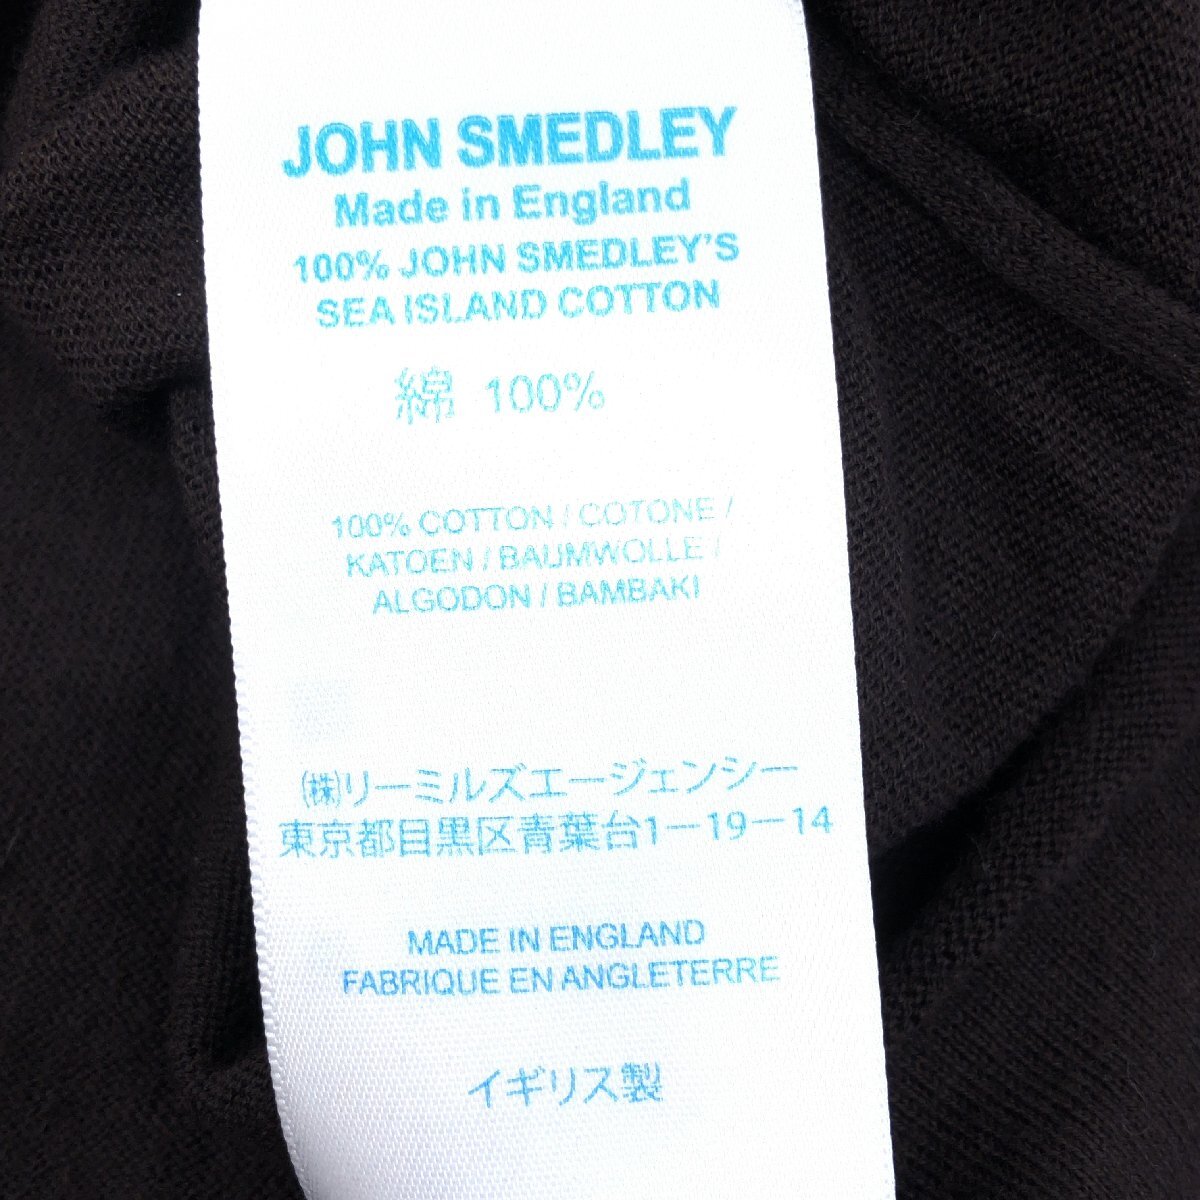 JOHN SMEDLEY
Made in England
100% JOHN SMEDLEY'S
SEA ISLAND COTTON
綿 100%
100% COTTON / COTONE /
KATOEN / BAUMWOLLE /
ALGODON / BAMBAKI
㈱リーミルズエージェンシー
東京都目黒区青葉台1－19－14
MADE IN ENGLAND
FABRIQUE EN ANGLETERRE
イギリス製